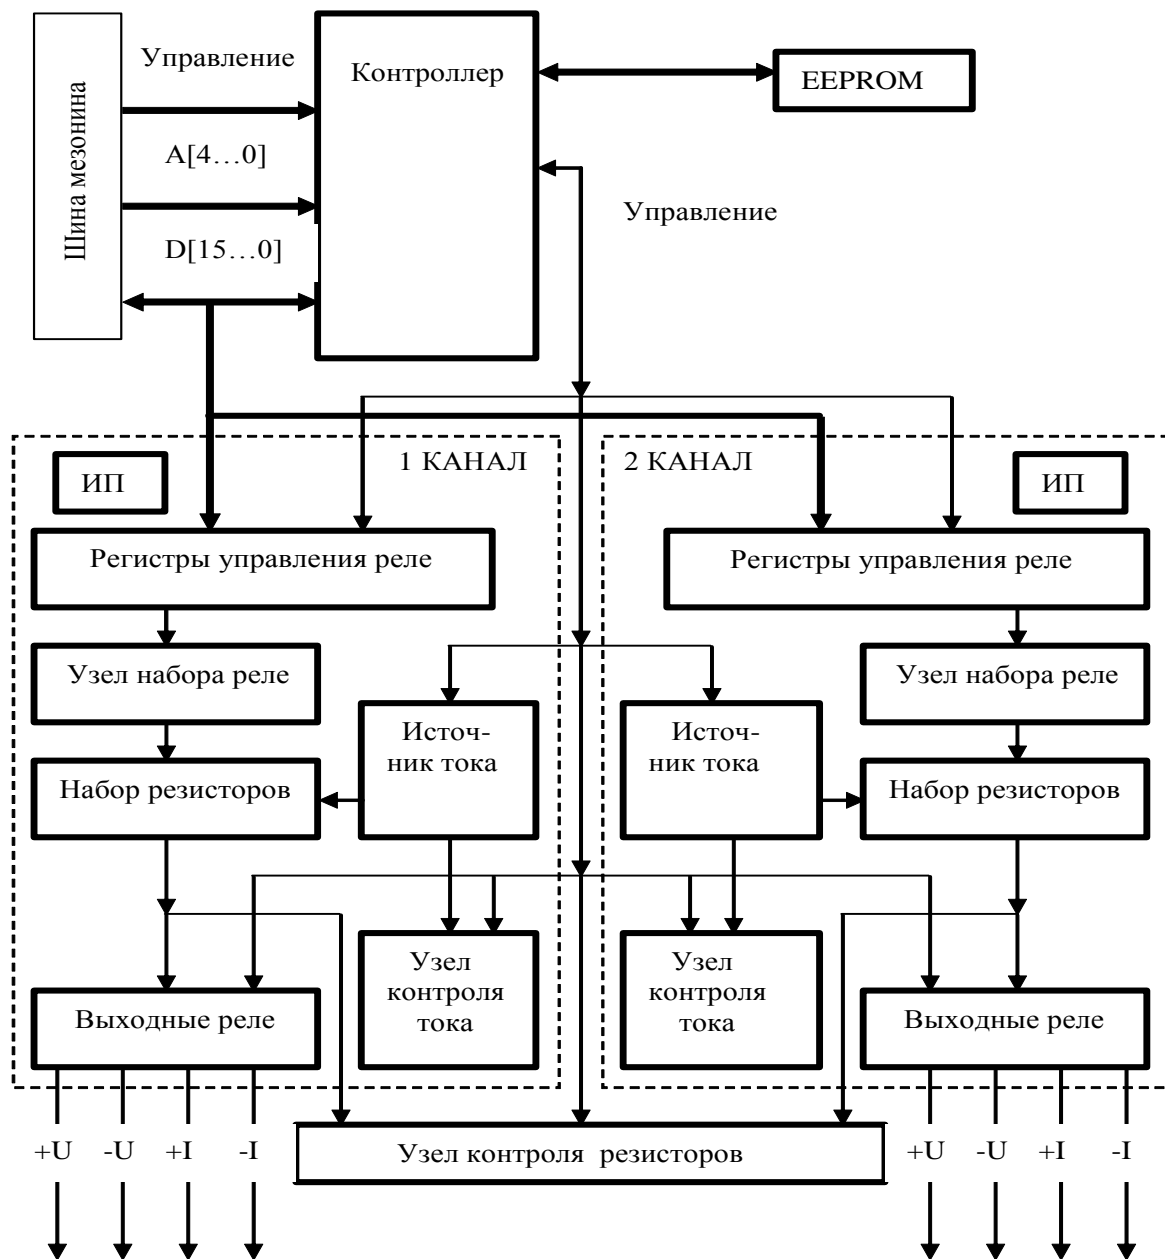 Шина мезонина
Управление
Контроллер
EEPROM
A[4…0]
Управление
D[15…0]
1 КАНАЛ
2 КАНАЛ
ИП
ИП
Регистры управления реле
Регистры управления реле
Узел набора реле
Узел набора реле
Источ-
ник тока
Источ-
ник тока
Набор резисторов
Набор резисторов
Узел
контроля
тока
Узел
контроля
тока
Выходные реле
Выходные реле
+U -U +I -I
Узел контроля резисторов
+U -U +I -I